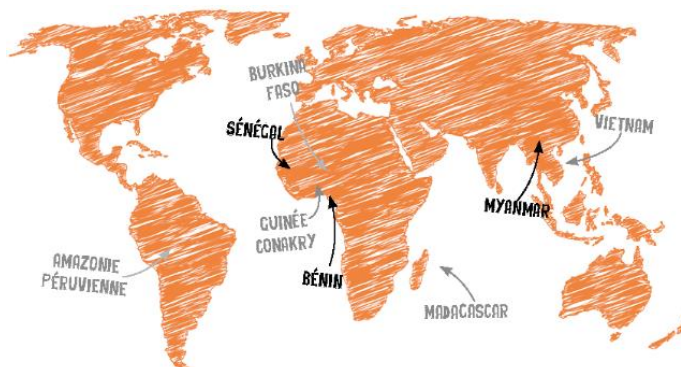 BURKINA
FASO
SÉNÉGAL
VIETNAM
MYANMAR
GUINÉE
CONAKRY
AMAZONIE
PÉRUVIENNE
BÉNIN
MADAGASCAR